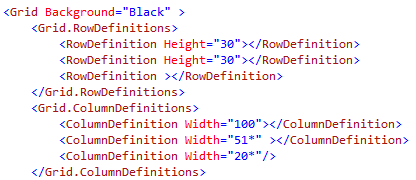 <Grid Background="Black" >
<Grid.RowDefinitions>
<RowDefinition Height="30"></RowDefinition>
<RowDefinition Height="30"></RowDefinition>
<RowDefinition ></RowDefinition>
</Grid.RowDefinitions>
<Grid.ColumnDefinitions>
<ColumnDefinition Width="100"></ColumnDefinition>
<ColumnDefinition Width="51*" ></ColumnDefinition>
<ColumnDefinition Width="20*"/>
</Grid.ColumnDefinitions>